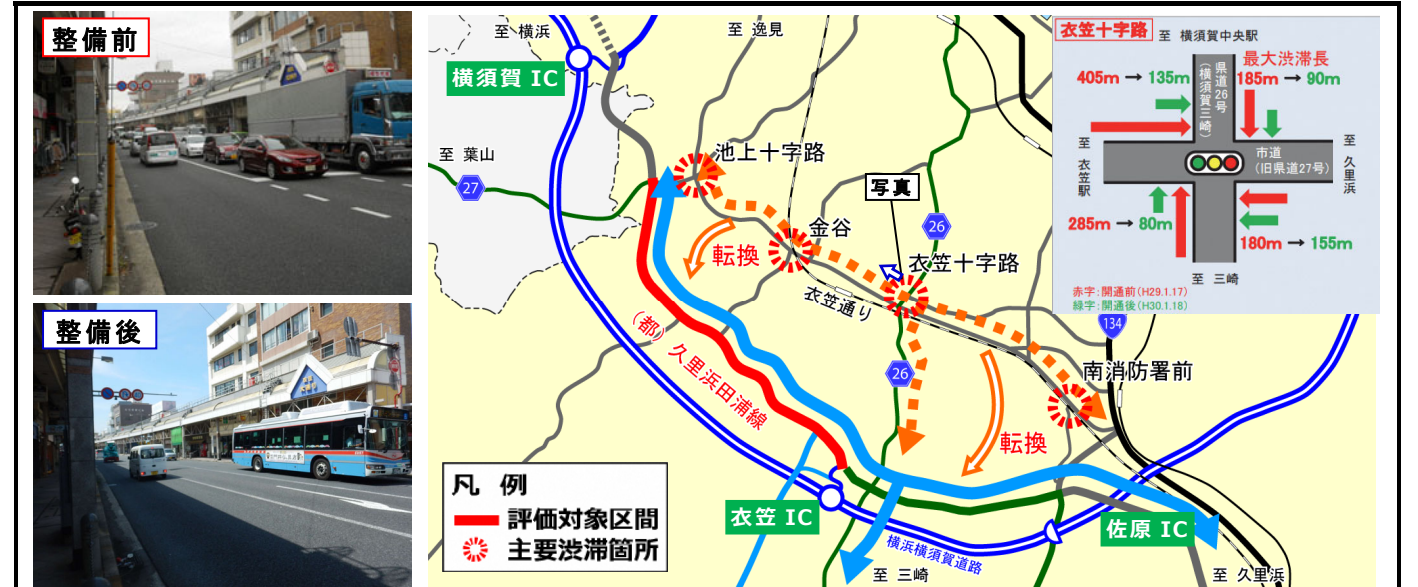 整備前
整備後
至 横浜
至 逸見
横須賀 IC
至 葉山
27
池上十字路
写真
26
金谷
転換
衣笠十字路
衣笠通り
134
(都) 久里浜田浦線
26
南消防署前
転換
凡 例
評価対象区間
主要渋滞箇所
衣笠 IC
佐原 IC
横浜横須賀道路
至 三崎
至 久里浜
衣笠十字路
至 横須賀中央駅
最大渋滞長
405m → 135m
185m → 90m
県道26号
(横須賀三崎)
至 衣笠駅
市道
(旧県道27号)
至 久里浜
285m → 80m
180m → 155m
至 三崎
赤字:開通前(H29.1.17)
緑字:開通後(H30.1.18)